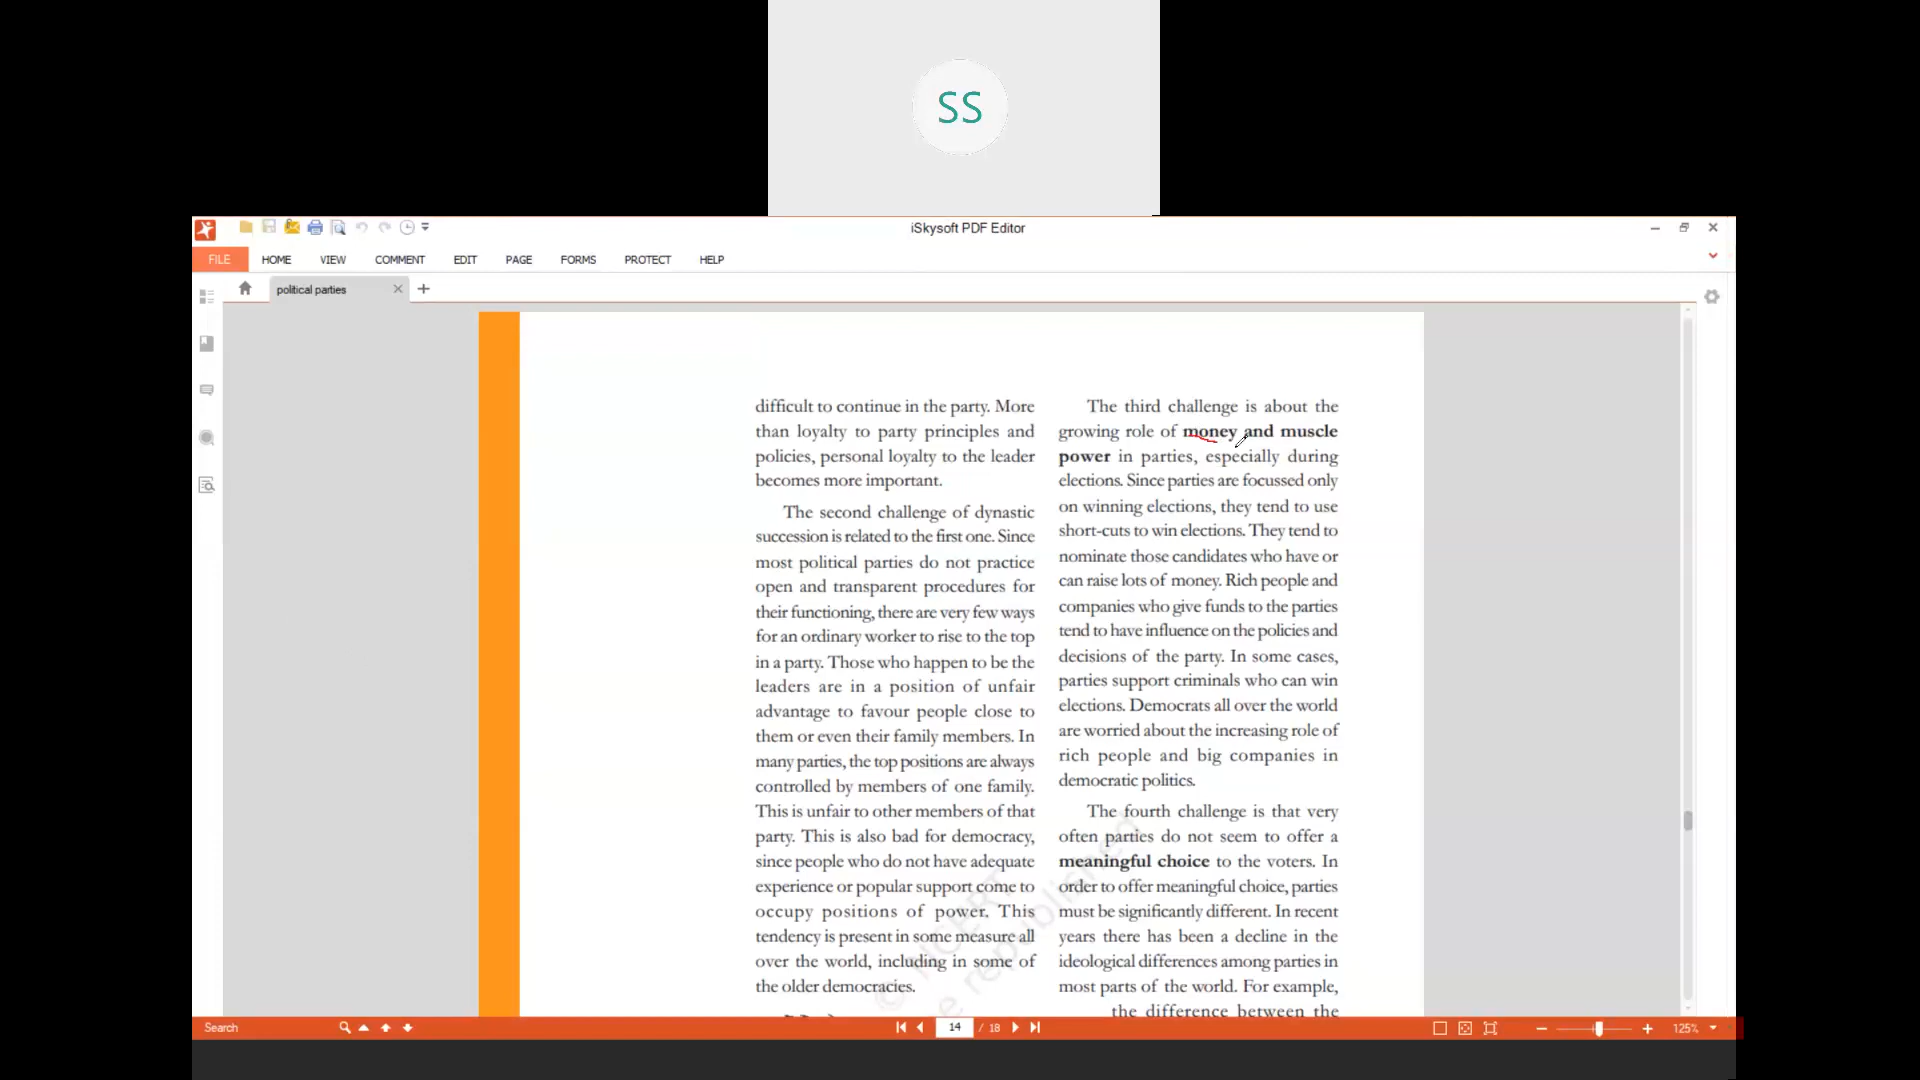 SS
iSkysoft PDF Editor
FILE HOME VIEW COMMENT EDIT PAGE FORMS PROTECT HELP
political parties
difficult to continue in the party. More
than loyalty to party principles and
policies, personal loyalty to the leader
becomes more important.
The second challenge of dynastic
succession is related to the first one. Since
most political parties do not practice
open and transparent procedures for
their functioning, there are very few ways
for an ordinary worker to rise to the top
in a party. Those who happen to be the
leaders are in a position of unfair
advantage to favour people close to
them or even their family members. In
many parties, the top positions are always
controlled by members of one family.
This is unfair to other members of that
party. This is also bad for democracy,
since people who do not have adequate
experience or popular support come to
occupy positions of power. This
tendency is present in some measure all
over the world, including in some of
the older democracies.
The third challenge is about the
growing role of money and muscle
power in parties, especially during
elections. Since parties are focussed only
on winning elections, they tend to use
short-cuts to win elections. They tend to
nominate those candidates who have or
can raise lots of money. Rich people and
companies who give funds to the parties
tend to have influence on the policies and
decisions of the party. In some cases,
parties support criminals who can win
elections. Democrats all over the world
are worried about the increasing role of
rich people and big companies in
democratic politics.
The fourth challenge is that very
often parties do not seem to offer a
meaningful choice to the voters. In
order to offer meaningful choice, parties
must be significantly different. In recent
years there has been a decline in the
ideological differences among parties in
most parts of the world. For example,
the difference between the
© NCERT
e republished
Search
14 / 18
125%